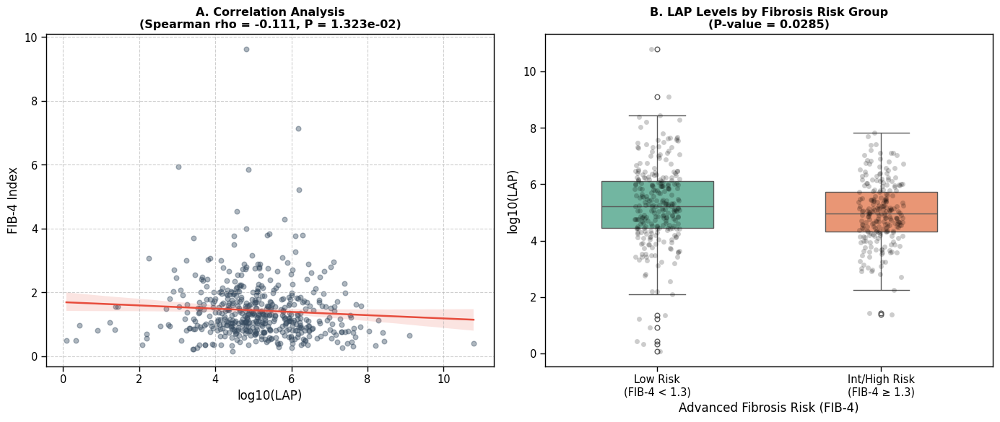 A. Correlation Analysis
(Spearman rho = -0.111, P = 1.323e-02)
10
8
6
4
2
0
FIB-4 Index
0 2 4 6 8 10
log10(LAP)
B. LAP Levels by Fibrosis Risk Group
(P-value = 0.0285)
10
8
6
4
2
0
log10(LAP)
Low Risk
(FIB-4 < 1.3)
Int/High Risk
(FIB-4 ≥ 1.3)
Advanced Fibrosis Risk (FIB-4)